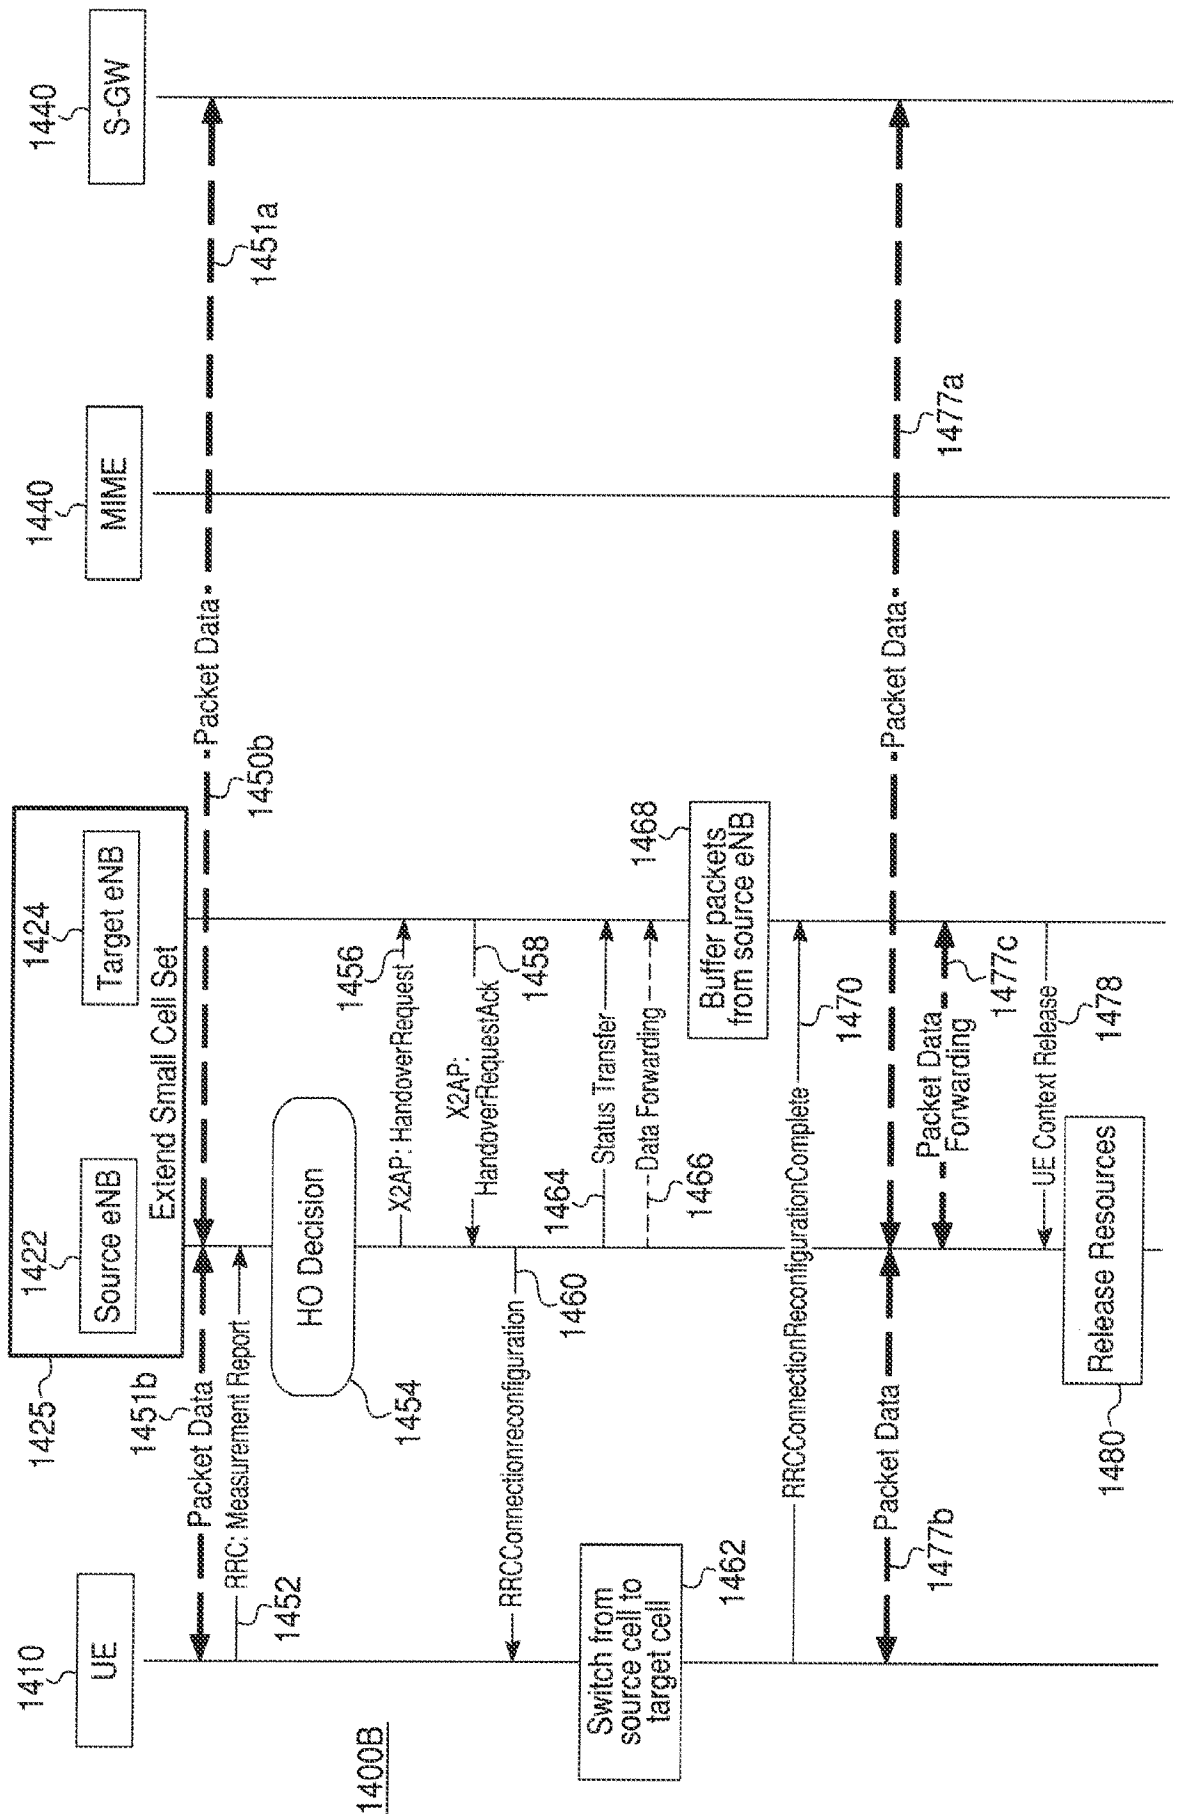 1400B
1410
UE
1425
1422
Source eNB
1424
Target eNB
Extend Small Cell Set
1440
MIME
1440
S-GW
1451b
Packet Data
1450b
Packet Data
1451a
RRC: Measurement Report
1452
HO Decision
1454
X2AP: HandoverRequest
1456
X2AP:
HandoverRequestAck
1458
RRCConnectionreconfiguration
1460
Switch from
source cell to
target cell
1462
1464
Status Transfer
Data Forwarding
1466
1468
Buffer packets
from source eNB
RRCConnectionReconfigurationComplete
1470
Packet Data
1477b
Packet Data
1477a
Packet Data
Forwarding
1477c
UE Context Release
1478
Release Resources
1480